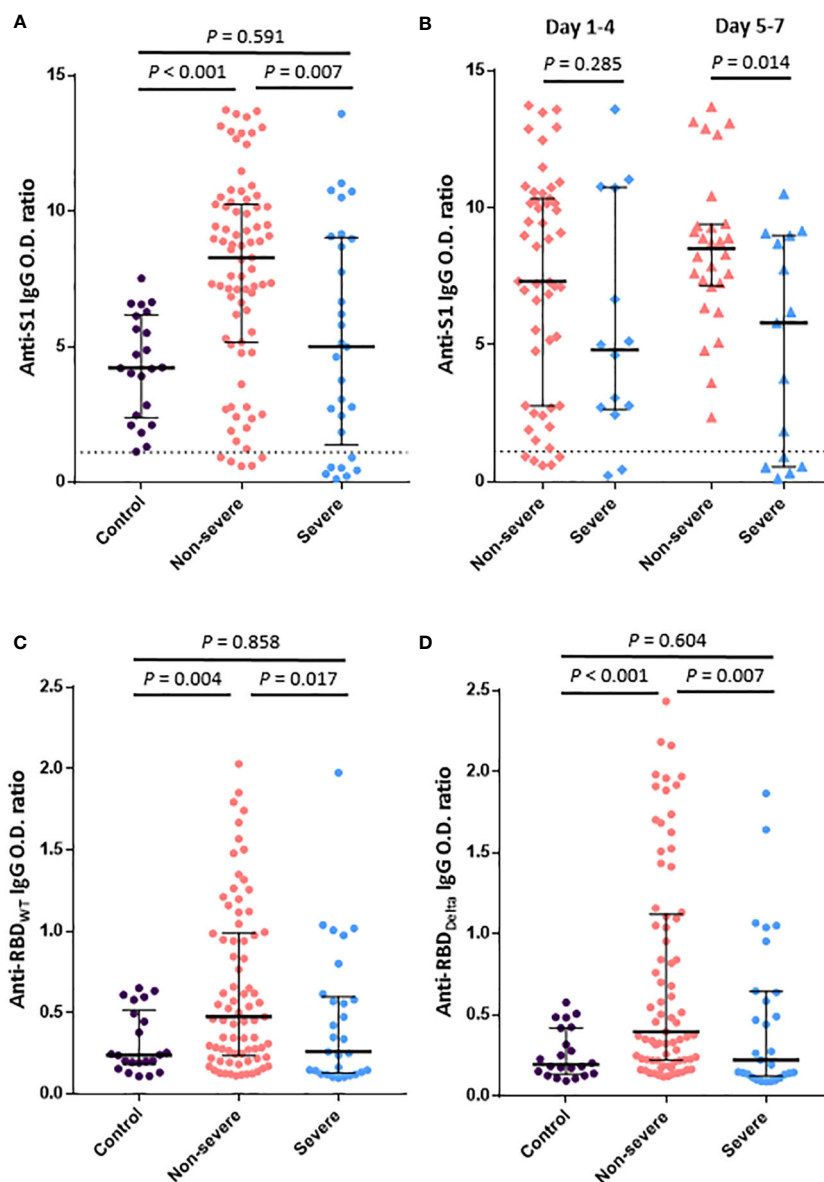 A
P = 0.591
P < 0.001
P = 0.007
15
10
5
0
Anti-S1 IgG O.D. ratio
Control
Non-severe
Severe
B
Day 1-4
Day 5-7
P = 0.285
P = 0.014
15
10
5
0
Anti-S1 IgG O.D. ratio
Non-severe
Severe
Non-severe
Severe
C
P = 0.858
P = 0.004
P = 0.017
2.5
2.0
1.5
1.0
0.5
0.0
Anti-RBDWT IgG O.D. ratio
Control
Non-severe
Severe
D
P = 0.604
P < 0.001
P = 0.007
2.5
2.0
1.5
1.0
0.5
0.0
Anti-RBDDelta IgG O.D. ratio
Control
Non-severe
Severe